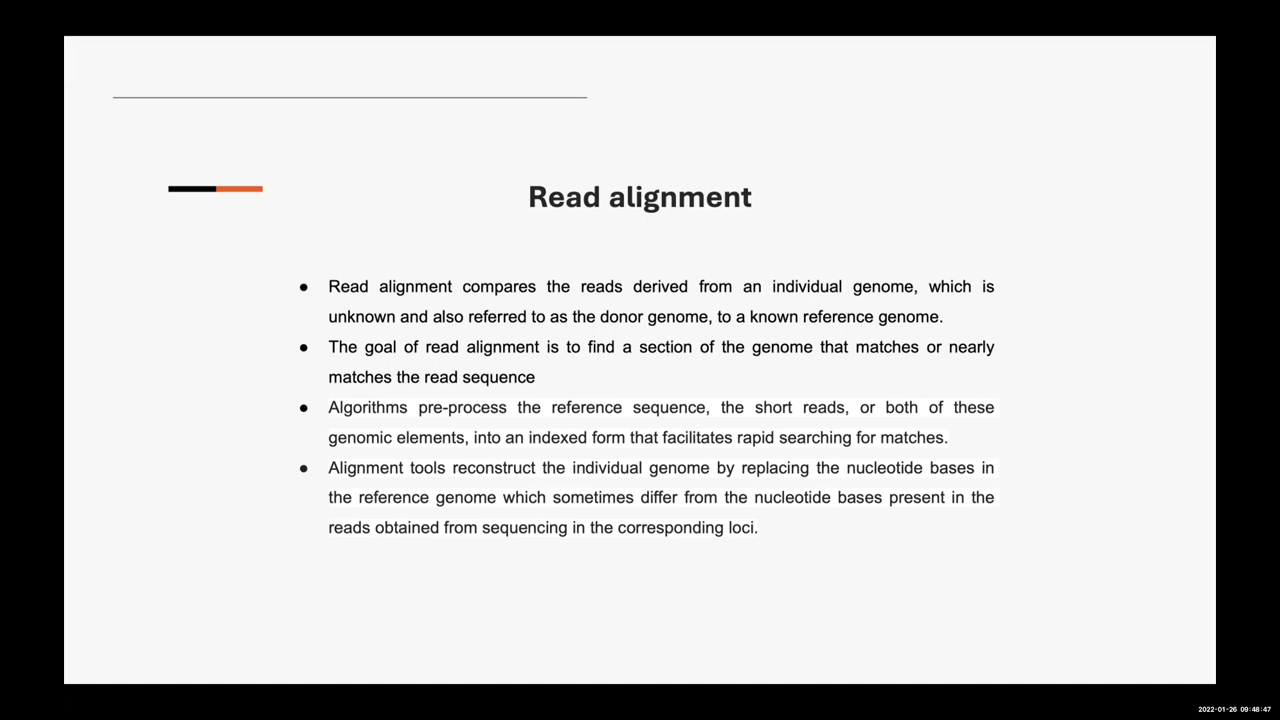 Read alignment
● Read alignment compares the reads derived from an individual genome, which is
unknown and also referred to as the donor genome, to a known reference genome.
● The goal of read alignment is to find a section of the genome that matches or nearly
matches the read sequence
● Algorithms pre-process the reference sequence, the short reads, or both of these
genomic elements, into an indexed form that facilitates rapid searching for matches.
● Alignment tools reconstruct the individual genome by replacing the nucleotide bases in
the reference genome which sometimes differ from the nucleotide bases present in the
reads obtained from sequencing in the corresponding loci.
2022-01-26 09:48:47